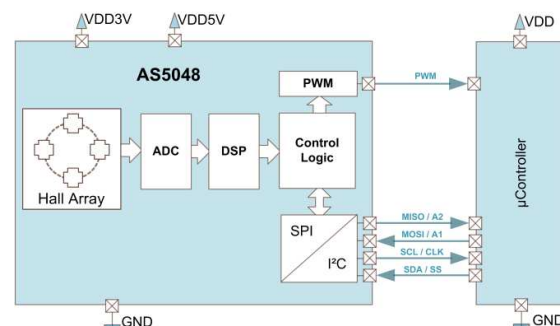 VDD3V
VDD5V
VDD
AS5048
PWM
PWM
Hall Array
ADC
DSP
Control
Logic
µController
SPI
I²C
MISO / A2
MOSI / A1
SCL / CLK
SDA / SS
GND
GND